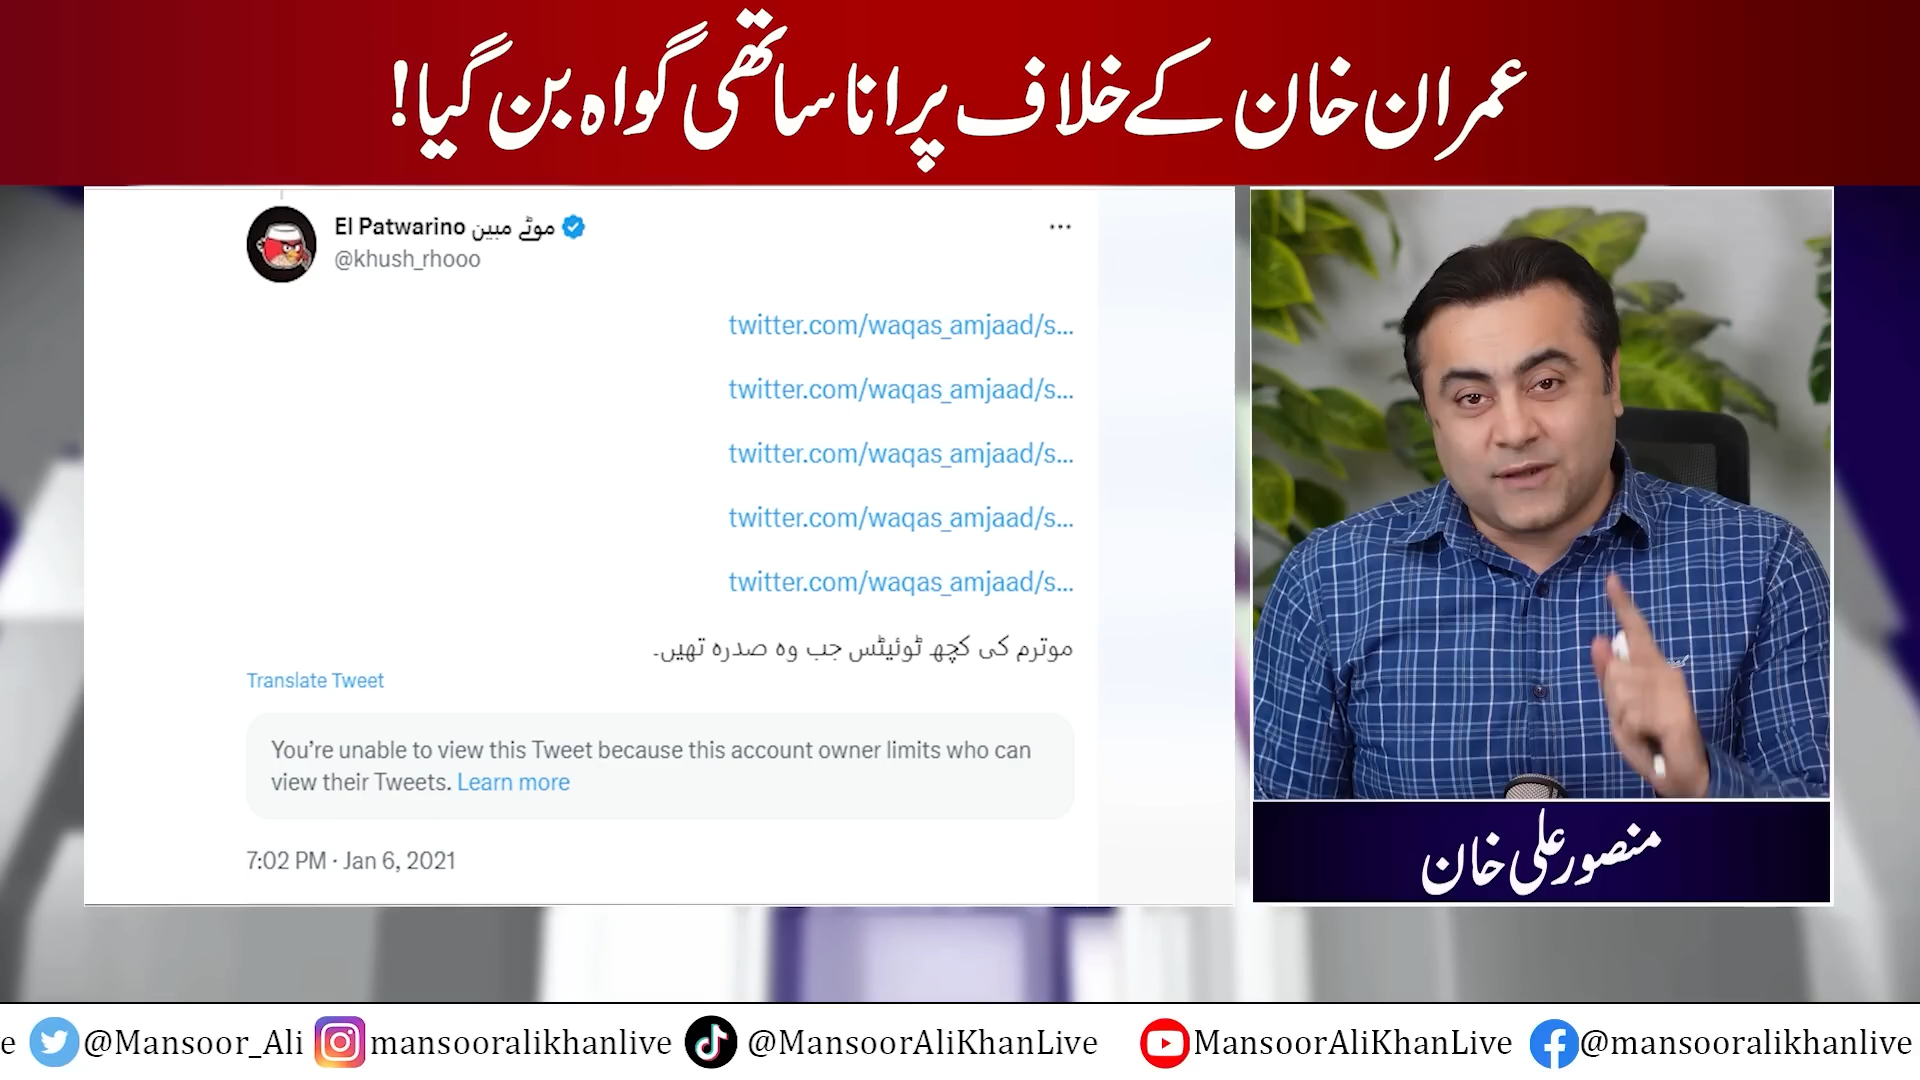 عمران خان کے خلاف پرانا ساتھی گواہ بن گیا!
El Patwarino موٹے مبین
@khush_rhooo
twitter.com/waqas_amjaad/s...
twitter.com/waqas_amjaad/s...
twitter.com/waqas_amjaad/s...
twitter.com/waqas_amjaad/s...
twitter.com/waqas_amjaad/s...
موترم کی کچھ ٹوئیٹس جب وہ صدرہ تھیں۔
Translate Tweet
You're unable to view this Tweet because this account owner limits who can
view their Tweets. Learn more
7:02 PM · Jan 6, 2021
منصور علی خان
e @Mansoor_Ali mansooralikhanlive @MansoorAliKhanLive MansoorAliKhanLive @mansooralikhanlive